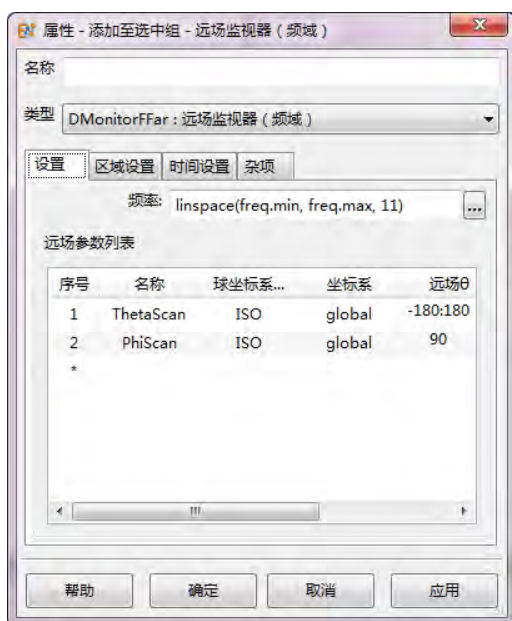 属性 - 添加至选中组 - 远场监视器 ( 频域 )
名称
类型 DMonitorFFar : 远场监视器 ( 频域 )
设置 区域设置 时间设置 杂项
频率: linspace(freq.min, freq.max, 11) ...
远场参数列表
序号 名称 球坐标系... 坐标系 远场θ
1 ThetaScan ISO global -180:180
2 PhiScan ISO global 90
*
帮助 确定 取消 应用